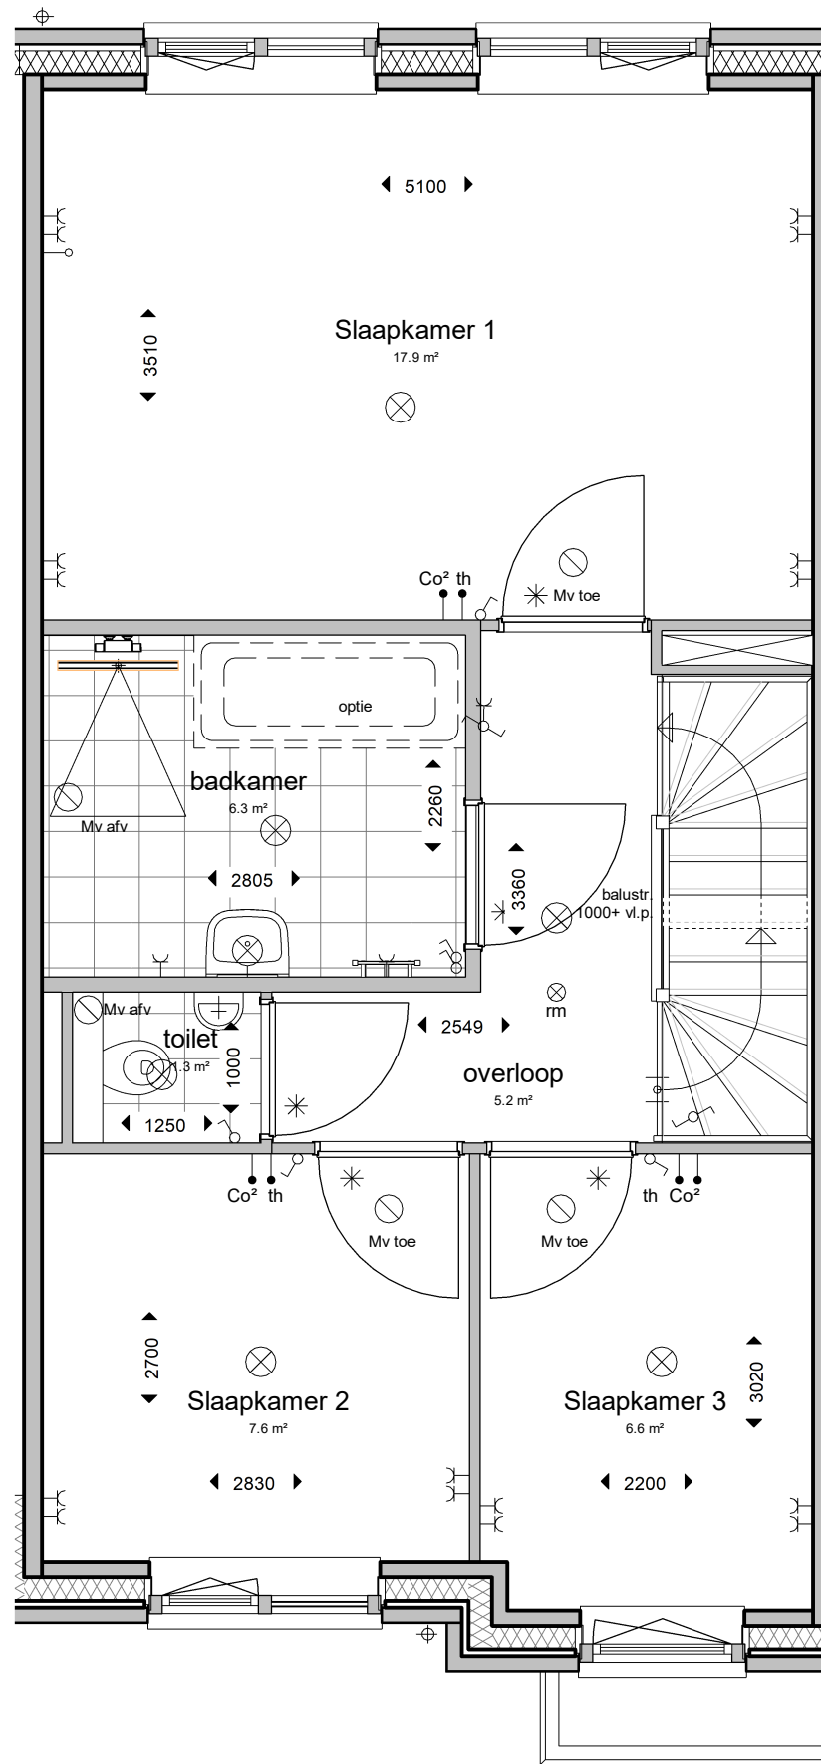 5100
3510
Slaapkamer 1
17.9 m²
Co² th
Mv toe
optie
badkamer
6.3 m²
2260
Mv afv
2805
3360
balustr.
1000+ vl.p.
Mv afv
toilet
1.3 m²
1000
1250
2549
rm
overloop
5.2 m²
Co² th
Mv toe
Mv toe
th Co²
2700
Slaapkamer 2
7.6 m²
2830
3020
Slaapkamer 3
6.6 m²
2200